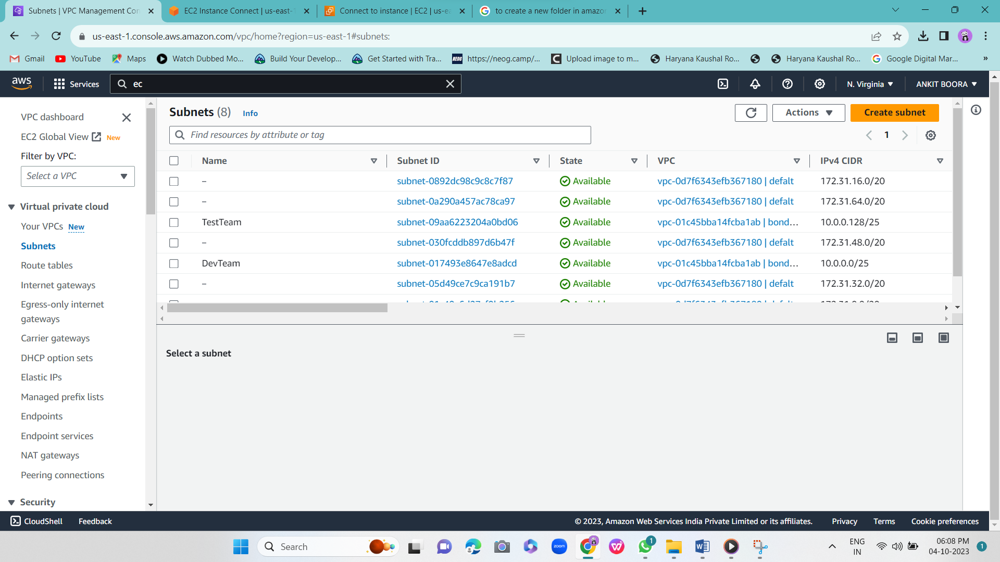 Subnets | VPC Management Con
EC2 Instance Connect | us-east-1
Connect to instance | EC2 | us-ea
to create a new folder in amazon
us-east-1.console.aws.amazon.com/vpc/home?region=us-east-1#subnets:
Gmail
YouTube
Maps
Watch Dubbed Mo...
Build Your Develop...
Get Started with Tra...
NEOG
https://neog.camp/...
Upload image to m...
Haryana Kaushal Ro...
Haryana Kaushal Ro...
Google Digital Mar...
»
aws
Services
ec
N. Virginia
ANKIT BOORA
VPC dashboard
EC2 Global View New
Filter by VPC:
Select a VPC
Virtual private cloud
Your VPCs New
Subnets
Route tables
Internet gateways
Egress-only internet
gateways
Carrier gateways
DHCP option sets
Elastic IPs
Managed prefix lists
Endpoints
Endpoint services
NAT gateways
Peering connections
Security
Subnets (8) Info
Actions
Create subnet
Find resources by attribute or tag
1
Name Subnet ID State VPC IPv4 CIDR
– subnet-0892dc98c9c8c7f87 Available vpc-0d7f6343efb367180 | defalt 172.31.16.0/20
– subnet-0a290a457ac78ca97 Available vpc-0d7f6343efb367180 | defalt 172.31.64.0/20
TestTeam subnet-09aa6223204a0bd06 Available vpc-01c45bba14fcba1ab | bond... 10.0.0.128/25
– subnet-030fcddb897d6b47f Available vpc-0d7f6343efb367180 | defalt 172.31.48.0/20
DevTeam subnet-017493e8647e8adcd Available vpc-01c45bba14fcba1ab | bond... 10.0.0.0/25
– subnet-05d49ce7c9ca191b7 Available vpc-0d7f6343efb367180 | defalt 172.31.32.0/20
Select a subnet
CloudShell
Feedback
© 2023, Amazon Web Services India Private Limited or its affiliates.
Privacy
Terms
Cookie preferences
Search
zoom
1
ENG
IN
06:08 PM
04-10-2023
1